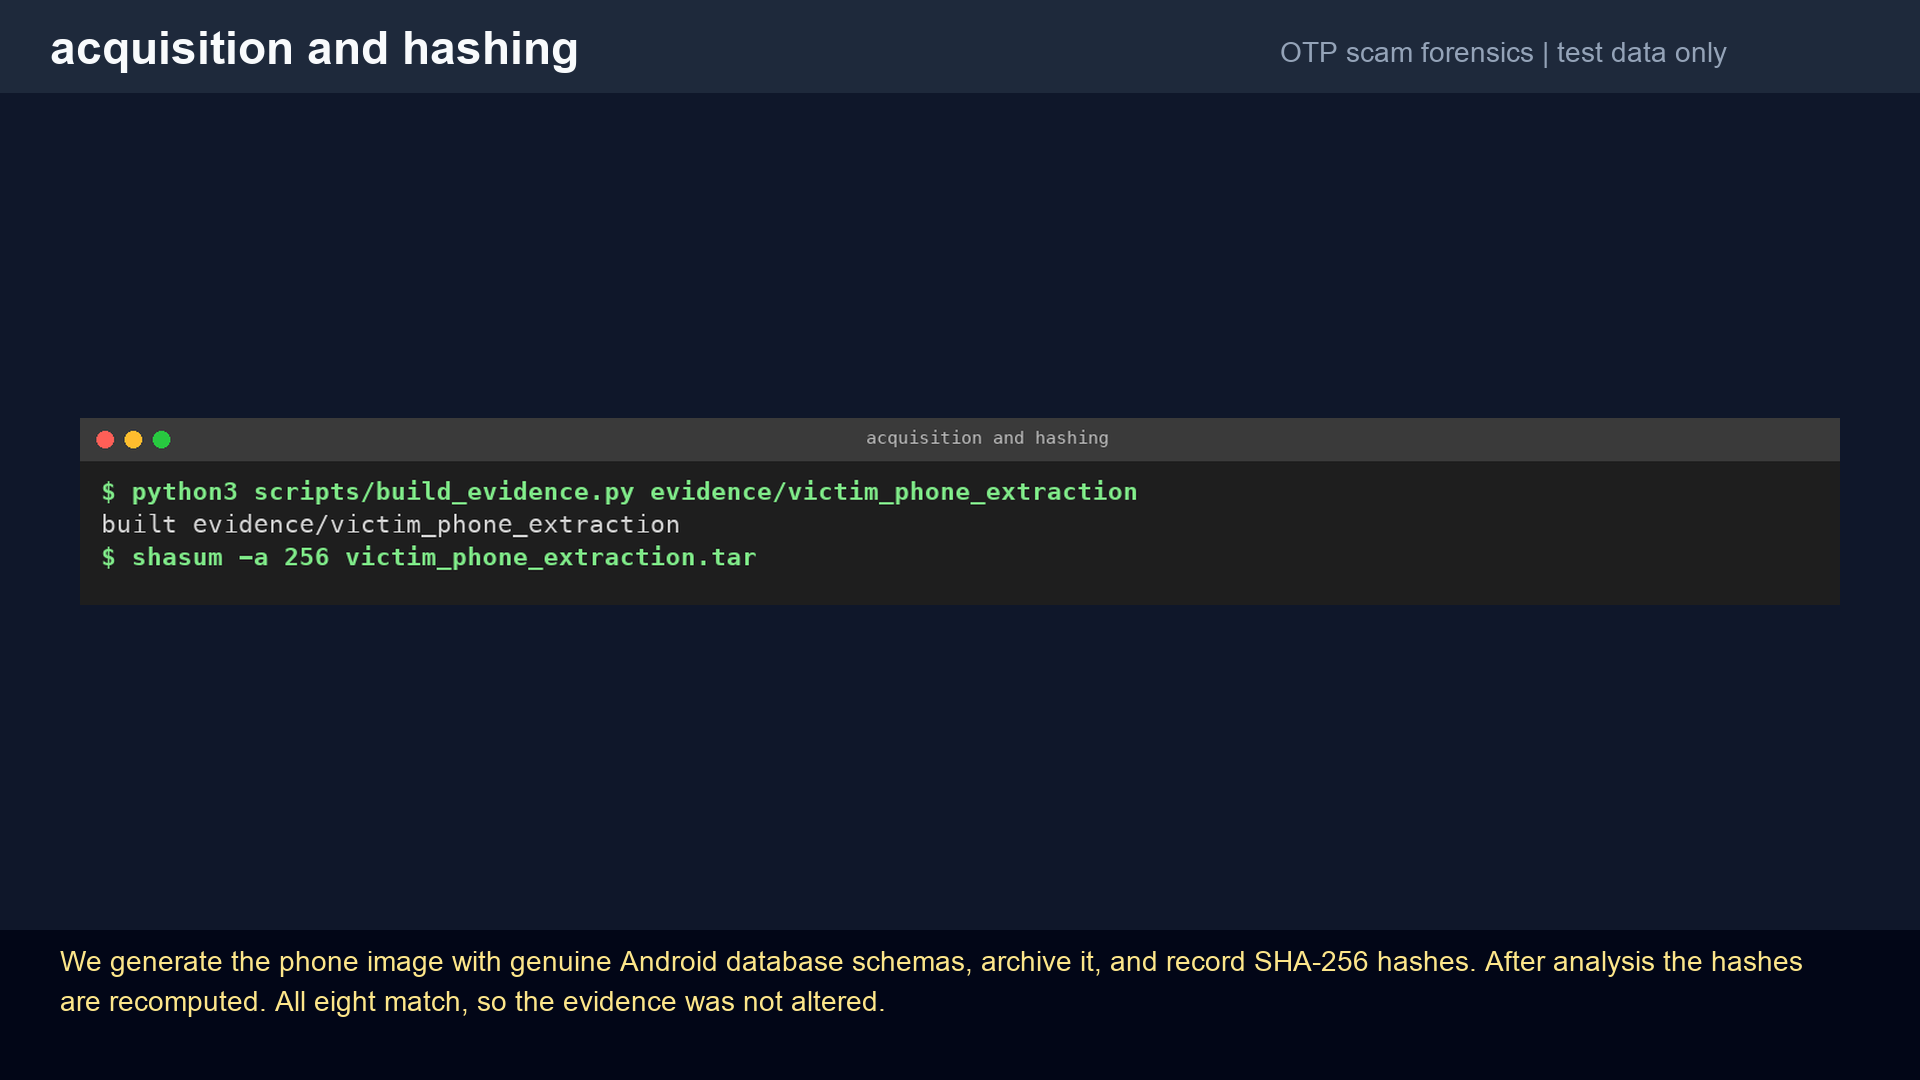 acquisition and hashing
OTP scam forensics | test data only
acquisition and hashing
$ python3 scripts/build_evidence.py evidence/victim_phone_extraction
built evidence/victim_phone_extraction
$ shasum −a 256 victim_phone_extraction.tar
We generate the phone image with genuine Android database schemas, archive it, and record SHA-256 hashes. After analysis the hashes
are recomputed. All eight match, so the evidence was not altered.